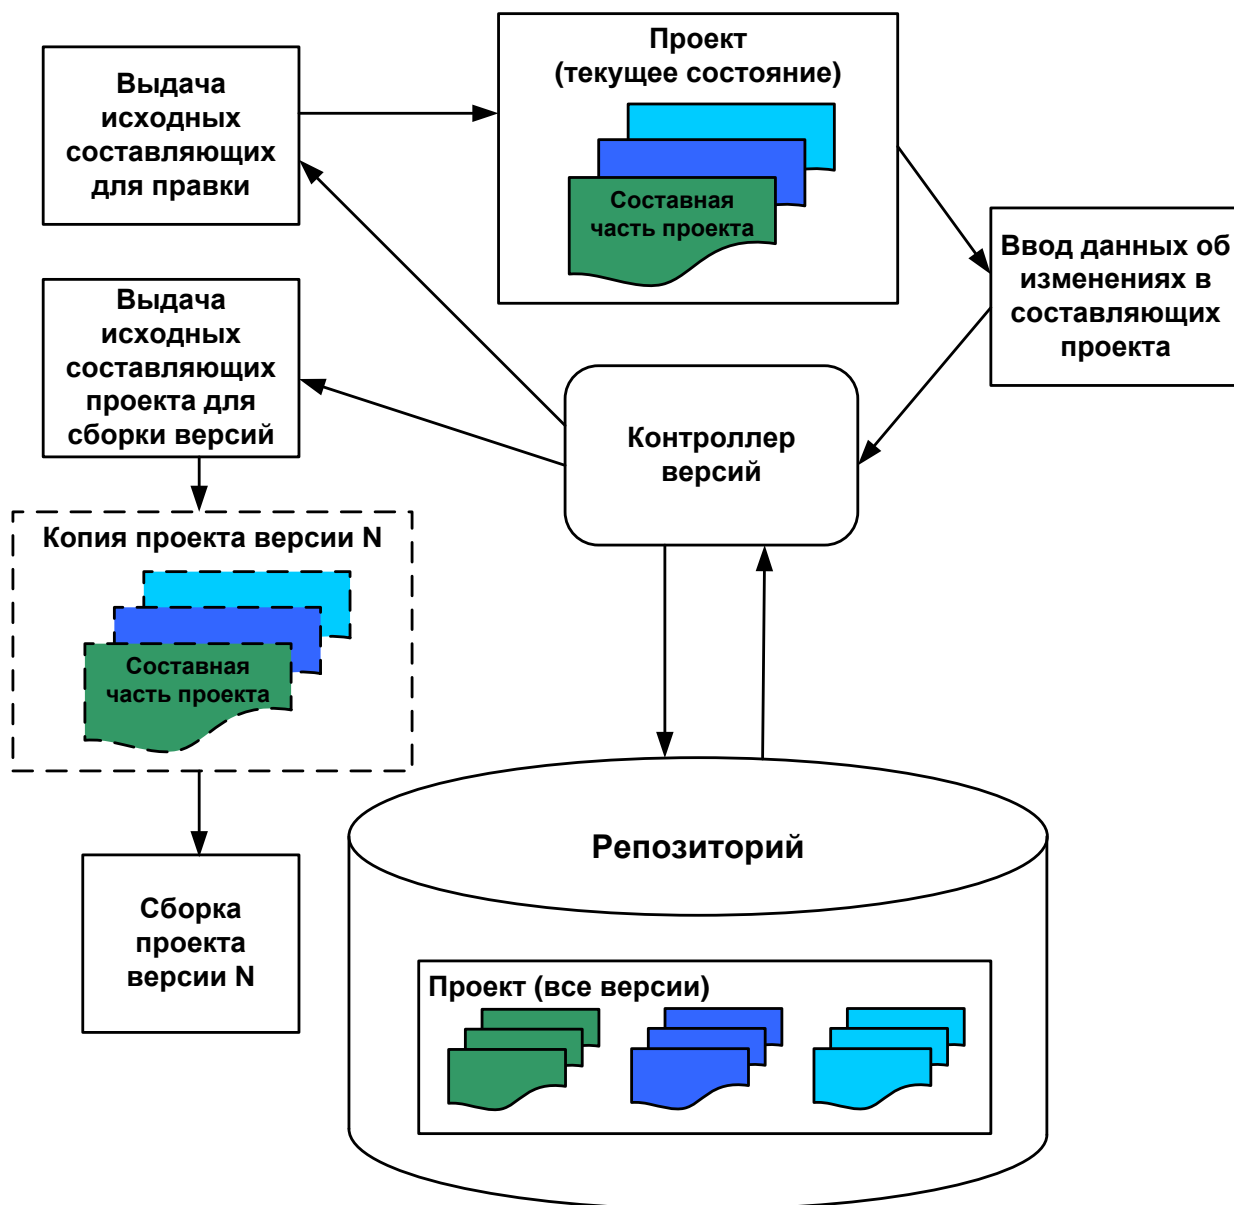 Выдача
исходных
составляющих
для правки
Проект
(текущее состояние)
Составная
часть проекта
Ввод данных об
изменениях в
составляющих
проекта
Выдача
исходных
составляющих
проекта для
сборки версий
Контроллер
версий
Копия проекта версии N
Составная
часть проекта
Сборка
проекта
версии N
Репозиторий
Проект (все версии)